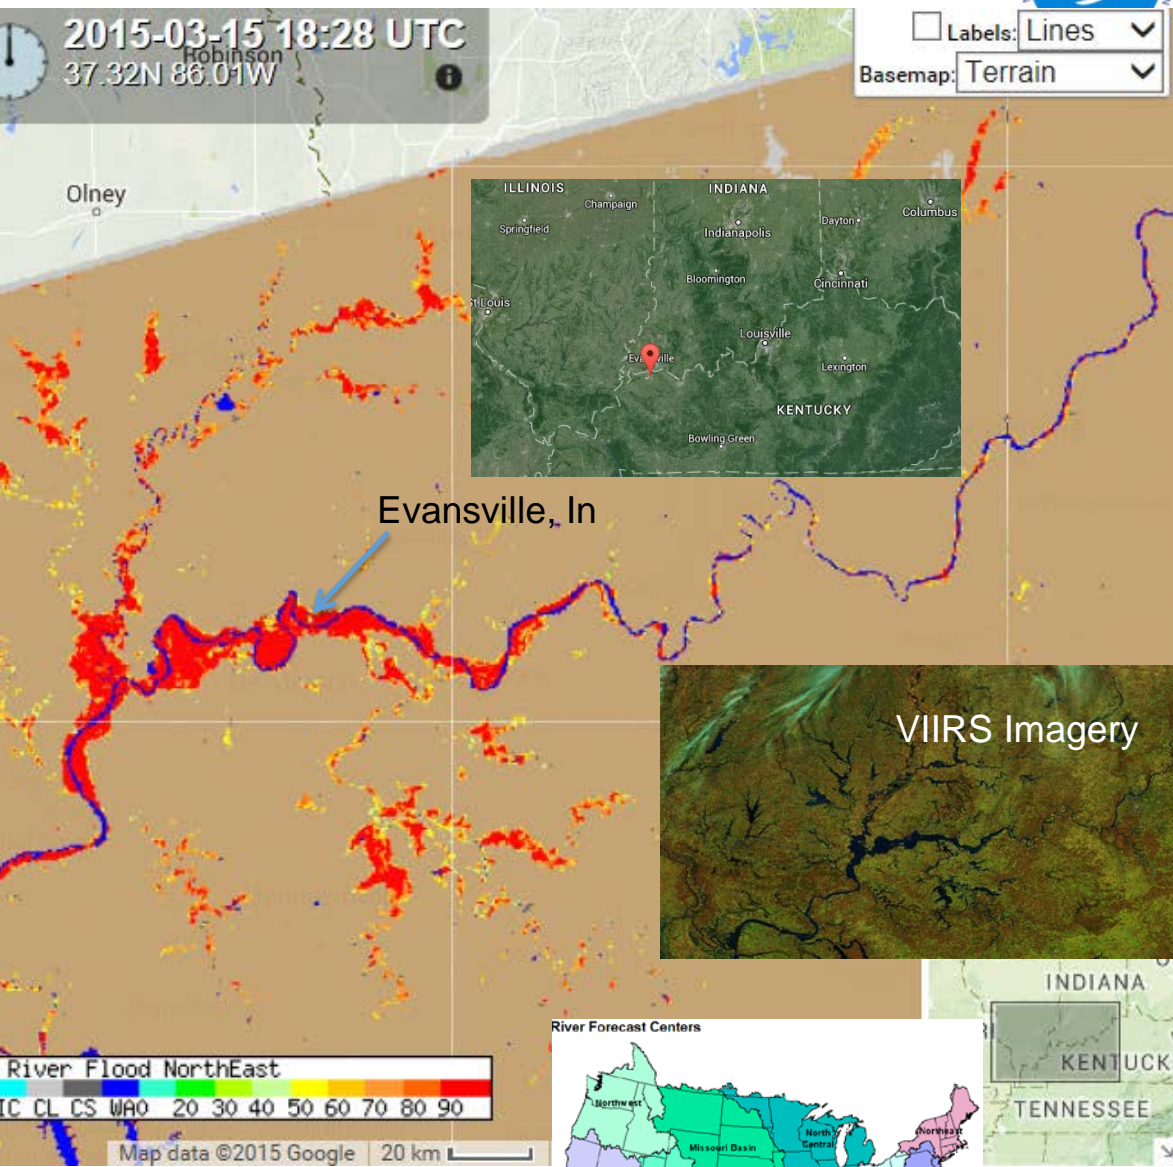 2015-03-15 18:28 UTC
Robinson
37.32N 86.01W
Labels: Lines
Basemap: Terrain
Olney
ILLINOIS
INDIANA
Champaign
Springfield
Columbus
Dayton
Indianapolis
Bloomington
Cincinnati
St Louis
Louisville
Evansville
Lexington
KENTUCKY
Bowling Green
Evansville, In
VIIRS Imagery
INDIANA
KENTUCK
TENNESSEE
River Forecast Centers
Northwest
Missouri Basin
North
Central
Northeast
River Flood NorthEast
IC CL CS WA0 20 30 40 50 60 70 80 90
Map data ©2015 Google 20 km